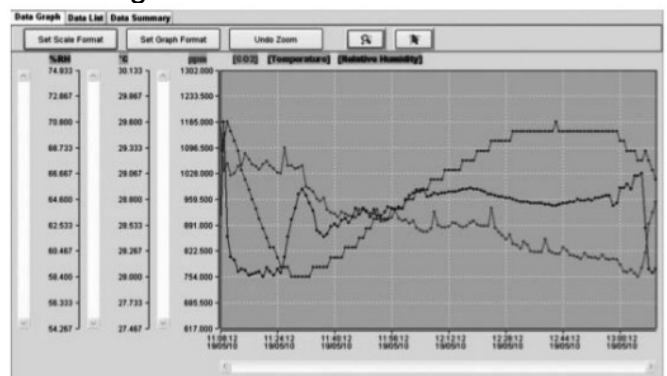 Data Graph Data List Data Summary
Set Scale Format Set Graph Format Undo Zoom
%RH °C ppm [CO2] [Temperature] [Relative Humidity]
74.933 30.133 1302.000
72.867 29.867 1233.500
70.800 29.600 1165.000
68.733 29.333 1096.500
66.667 29.067 1028.000
64.600 28.800 959.500
62.533 28.533 891.000
60.467 28.267 822.500
58.400 28.000 754.000
56.333 27.733 685.500
54.267 27.467 617.000
11:08:12 11:24:12 11:40:12 11:56:12 12:12:12 12:28:12 12:44:12 13:00:12
19/05/10 19/05/10 19/05/10 19/05/10 19/05/10 19/05/10 19/05/10 19/05/10